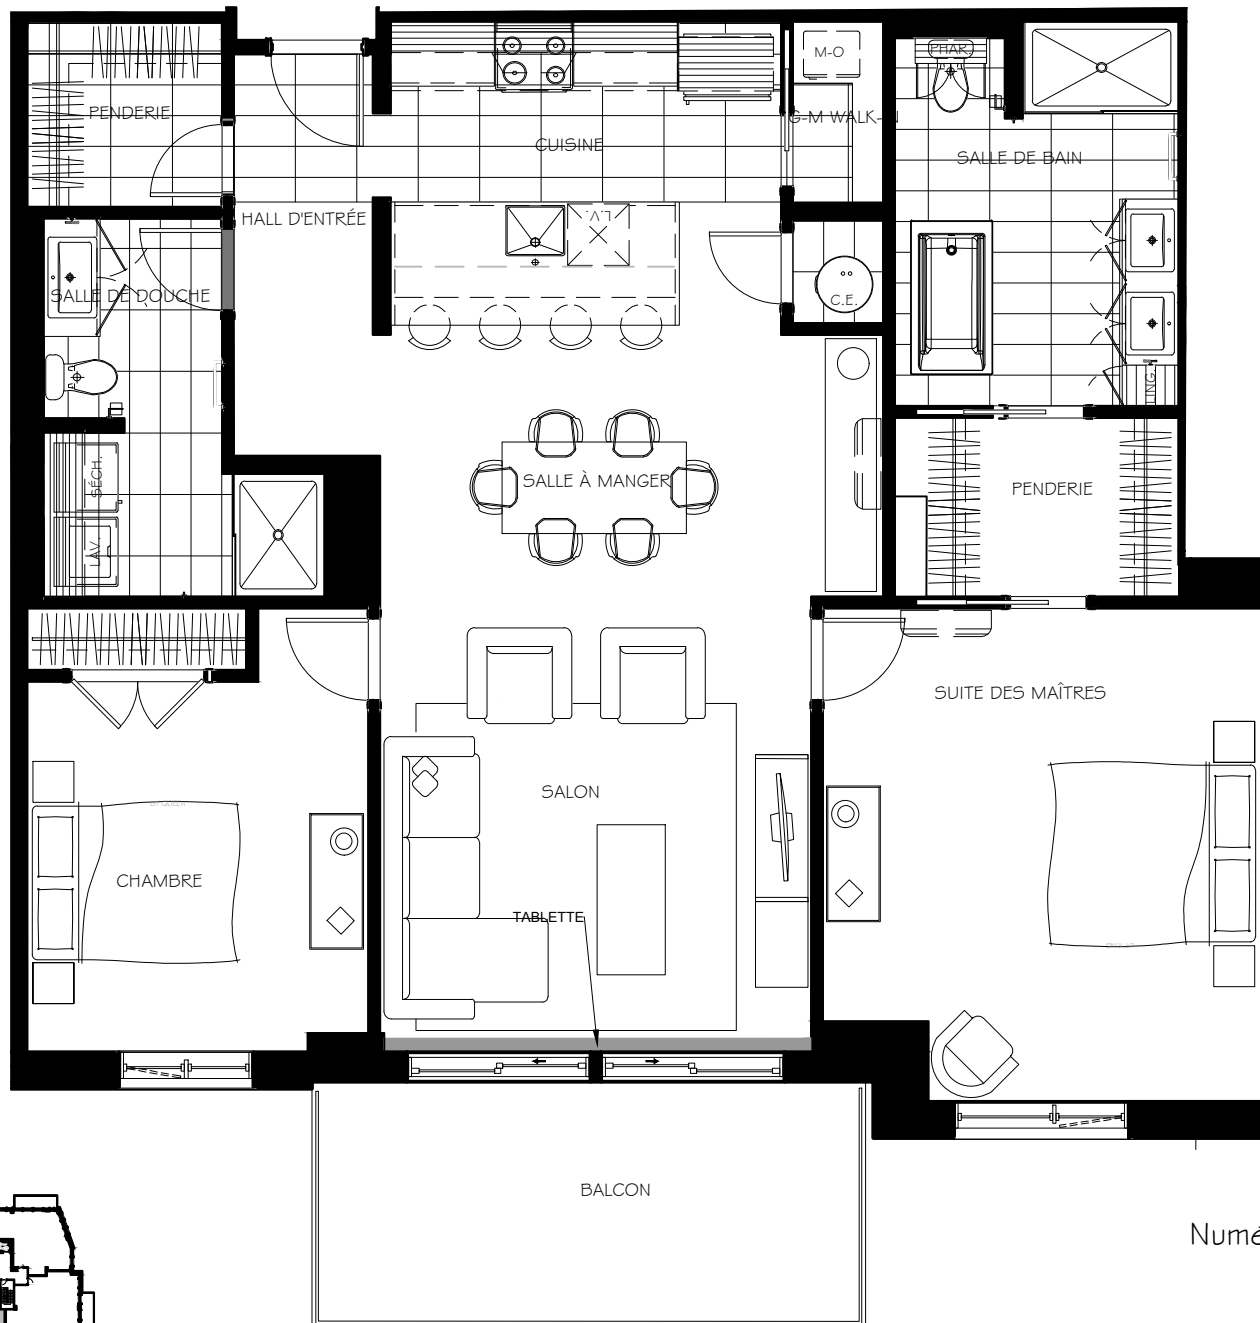 PHAR.
M-O
PENDERIE
G-M WALK-IN
CUISINE
SALLE DE BAIN
HALL D'ENTRÉE
L.V.
SALLE DE DOUCHE
C.E.
LING.
SÉCH.
SALLE À MANGER
PENDERIE
LAV.
SUITE DES MAÎTRES
SALON
CHAMBRE
TABLETTE
BALCON
Numé